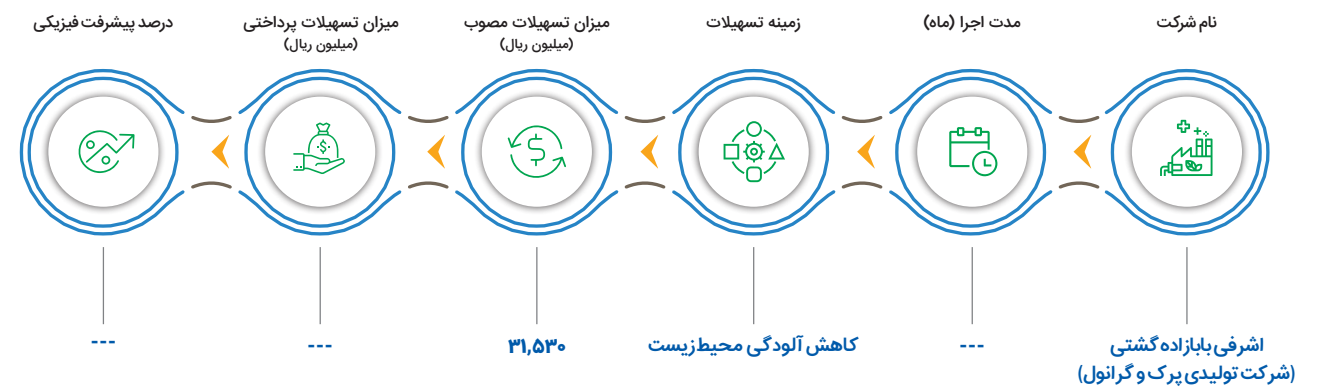 نام شرکت
مدت اجرا (ماه)
زمینه تسهیلات
میزان تسهیلات مصوب
(میلیون ریال)
میزان تسهیلات پرداختی
(میلیون ریال)
درصد پیشرفت فیزیکی
اشرفی بابازاده گشتی
(شرکت تولیدی پرک و گرانول)
---
کاهش آلودگی محیط‌زیست
۳۱,۵۳۰
---
---